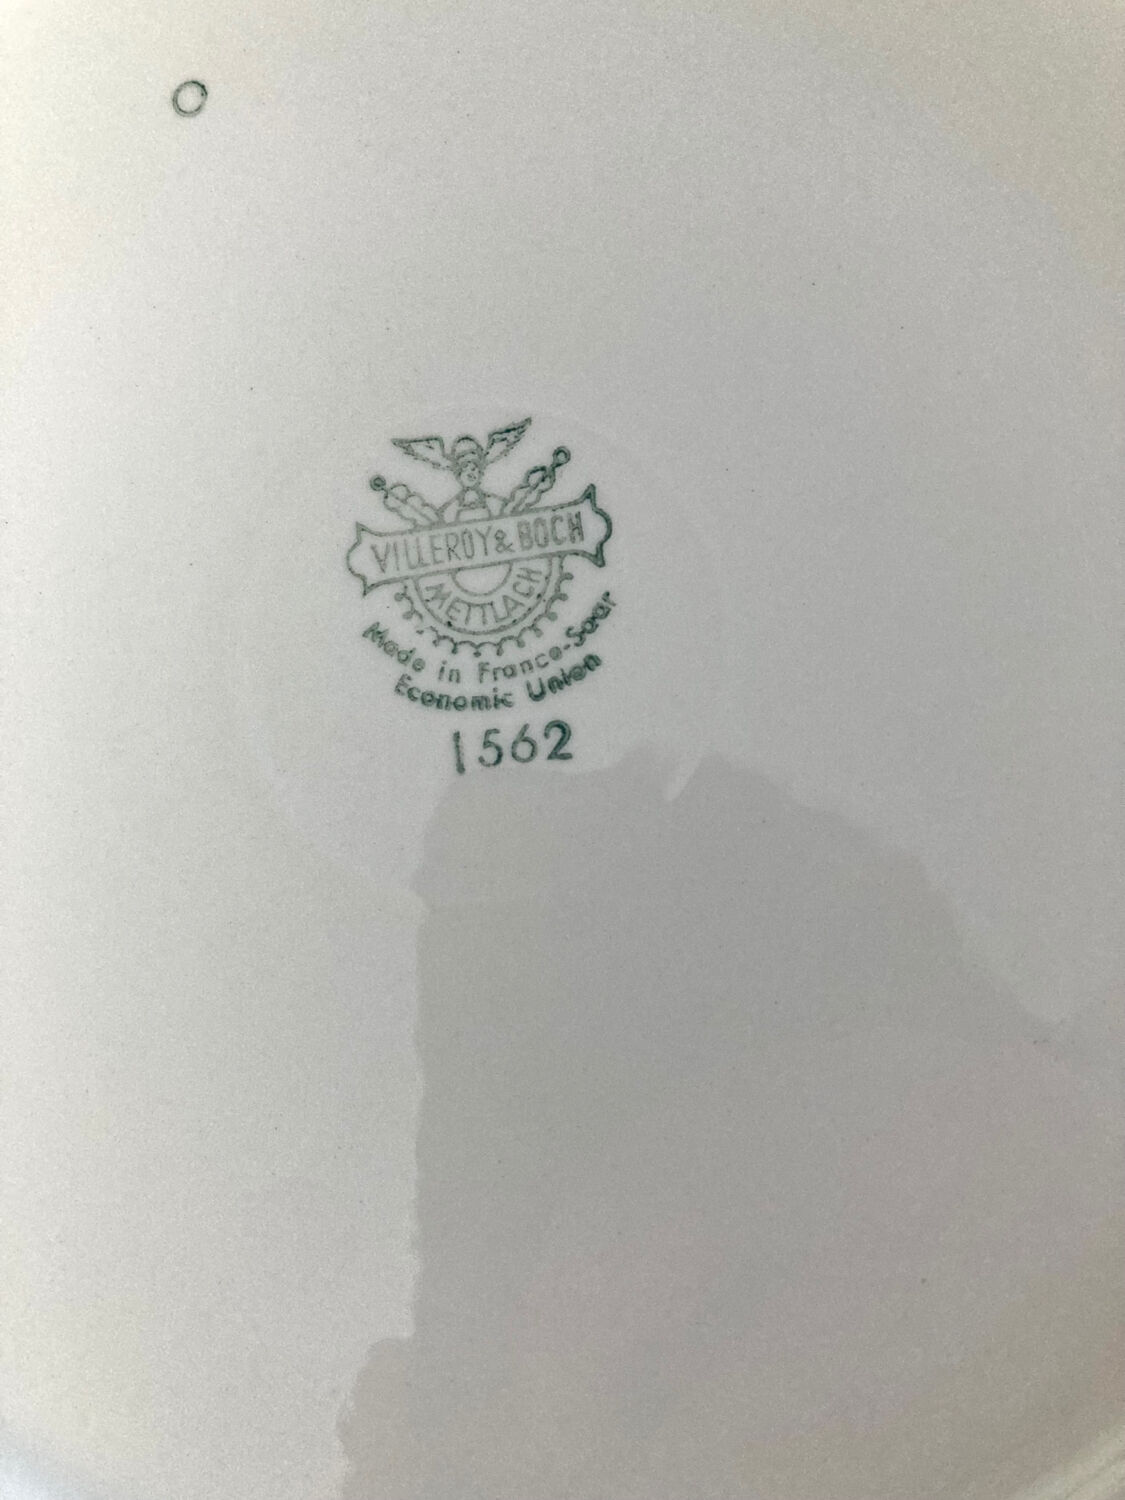 VILLEROY & BOCH
METTLACH
Made in France-Saar
Economic Union
1562